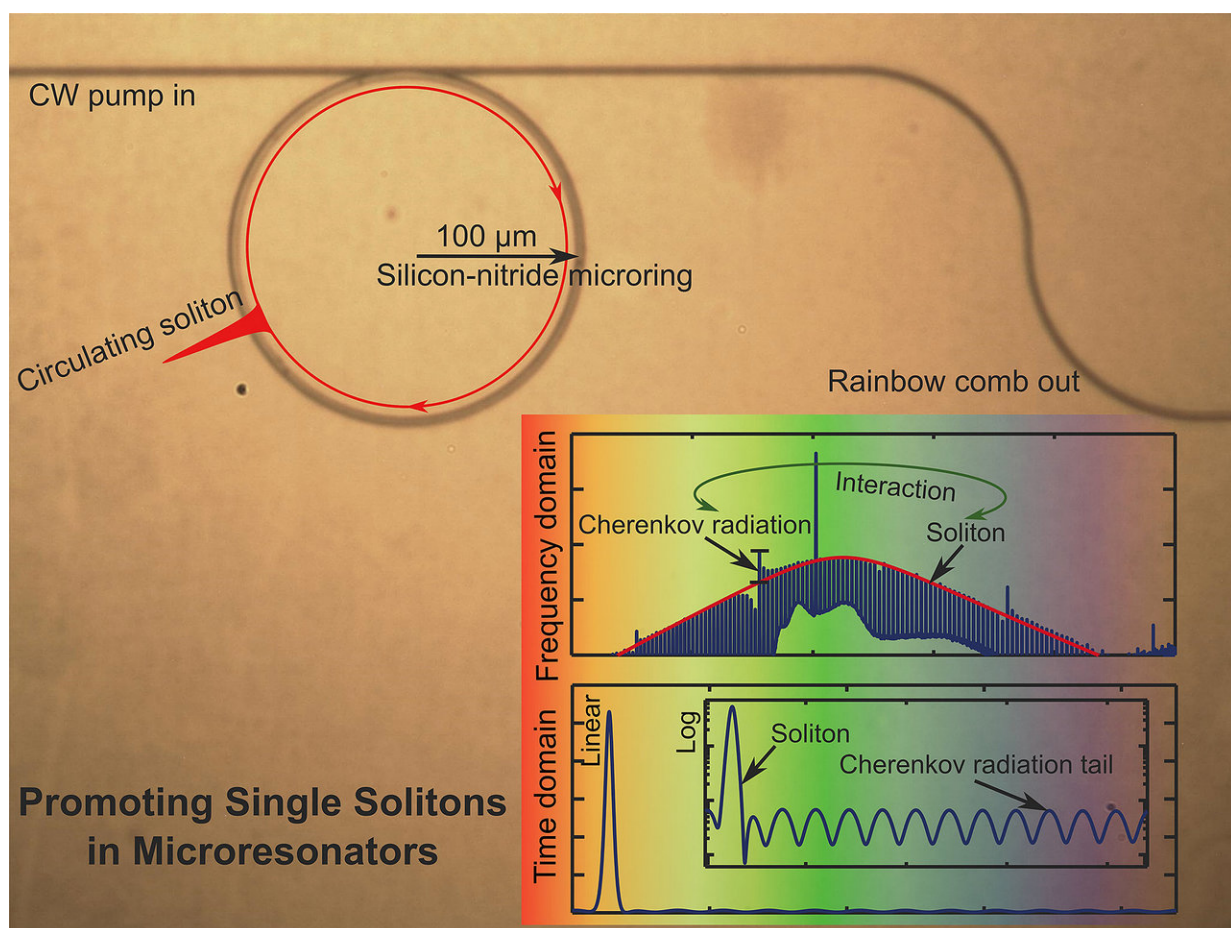 CW pump in
100 µm
Silicon-nitride microring
Circulating soliton
Rainbow comb out
Frequency domain
Interaction
Cherenkov radiation
Soliton
Time domain
Linear
Log
Soliton
Cherenkov radiation tail
Promoting Single Solitons
in Microresonators